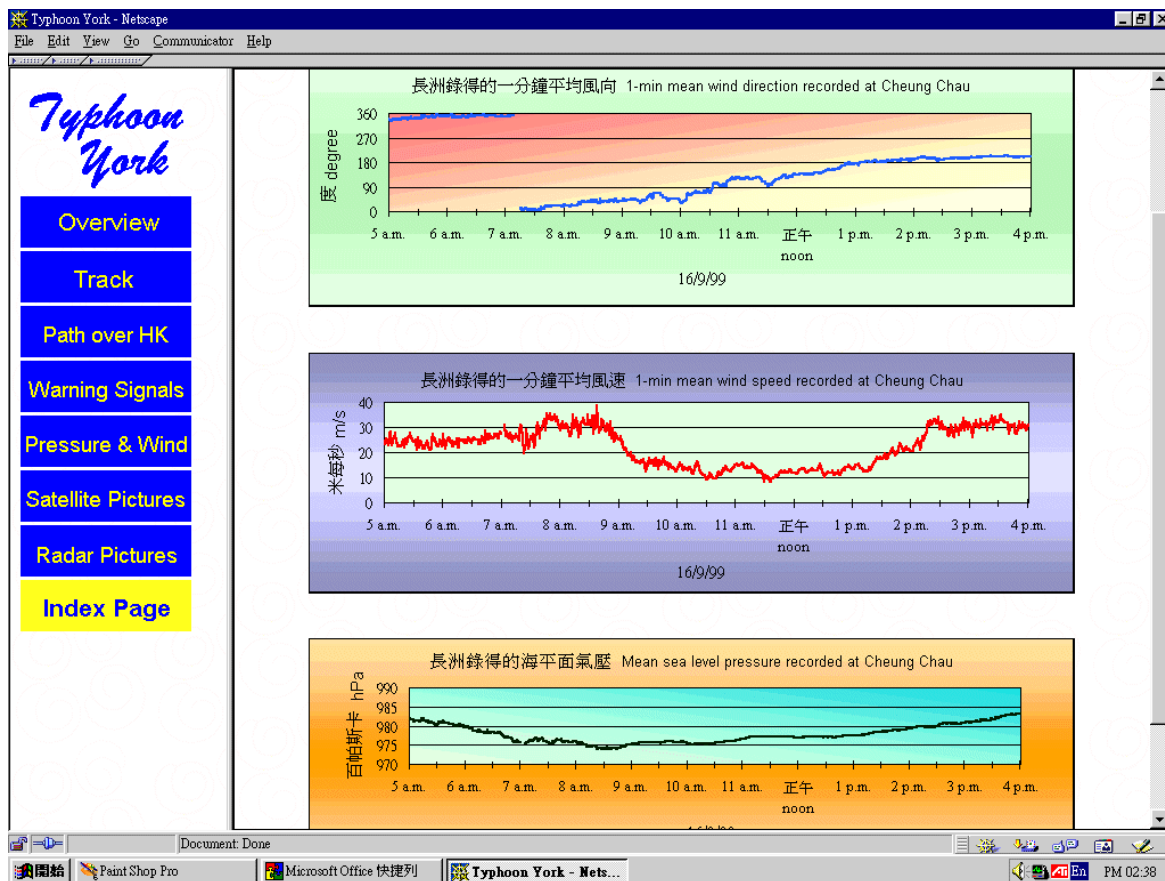 Typhoon York - Netscape
File Edit View Go Communicator Help
Typhoon
York
Overview
Track
Path over HK
Warning Signals
Pressure & Wind
Satellite Pictures
Radar Pictures
Index Page
長洲錄得的一分鐘平均風向 1-min mean wind direction recorded at Cheung Chau
度 degree
360
270
180
90
0
5 a.m. 6 a.m. 7 a.m. 8 a.m. 9 a.m. 10 a.m. 11 a.m. 正午 1 p.m. 2 p.m. 3 p.m. 4 p.m.
noon
16/9/99
長洲錄得的一分鐘平均風速 1-min mean wind speed recorded at Cheung Chau
米每秒 m/s
40
30
20
10
0
5 a.m. 6 a.m. 7 a.m. 8 a.m. 9 a.m. 10 a.m. 11 a.m. 正午 1 p.m. 2 p.m. 3 p.m. 4 p.m.
noon
16/9/99
長洲錄得的海平面氣壓 Mean sea level pressure recorded at Cheung Chau
百帕斯卡 hPa
990
985
980
975
970
5 a.m. 6 a.m. 7 a.m. 8 a.m. 9 a.m. 10 a.m. 11 a.m. 正午 1 p.m. 2 p.m. 3 p.m. 4 p.m.
noon
Document: Done
開始 Paint Shop Pro Microsoft Office 快捷列 Typhoon York - Nets... En PM 02:38